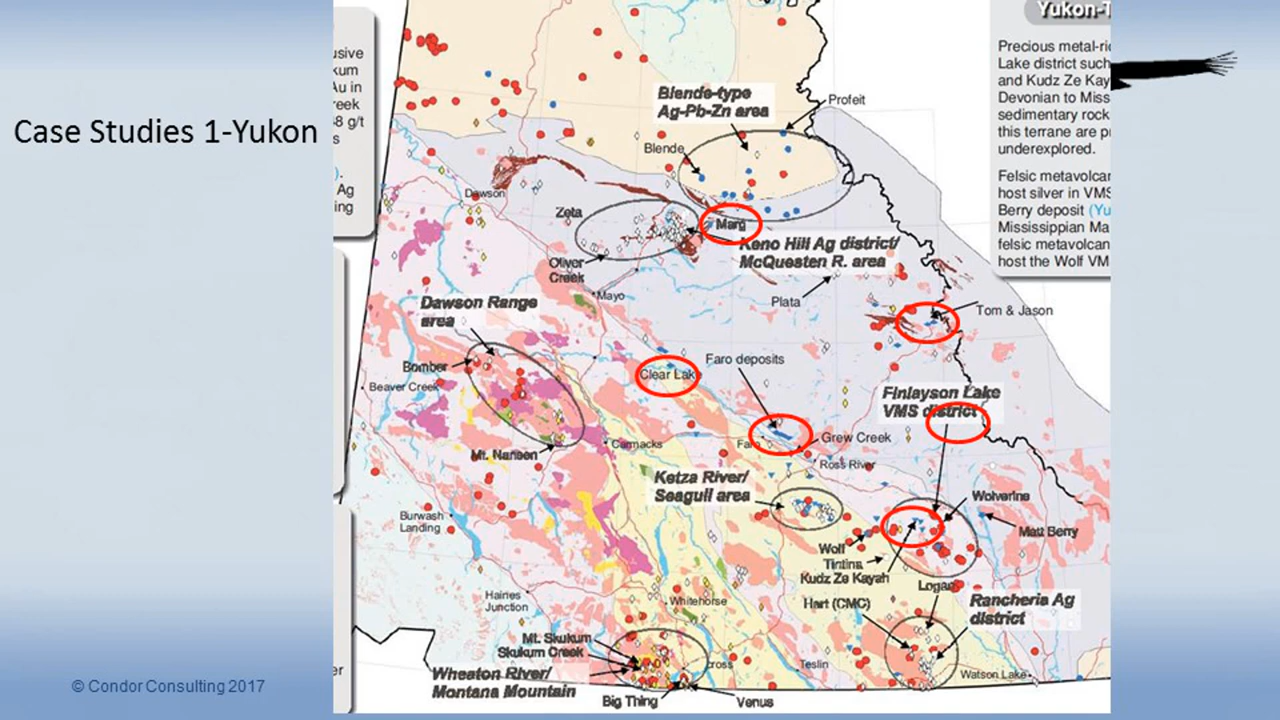 Case Studies 1-Yukon
usive
kum
Au in
reek
8 g/t
s
).
Ag
ing
er
Yukon-T
Precious metal-ric
Lake district such
and Kudz Ze Kay
Devonian to Miss
sedimentary rock
this terrane are pr
underexplored.
Felsic metavolcar
host silver in VMS
Berry deposit (Yu
Mississippian Ma
felsic metavolcan
host the Wolf VM
Blende-type
Ag-Pb-Zn area
Profeit
Blende
Dawson
Zeta
Marg
Keno Hill Ag district/
McQuesten R. area
Oliver
Creek
Mayo
Plata
Tom & Jason
Dawson Range
area
Bomber
Beaver Creek
Clear Lak
Faro deposits
Finlayson Lake
VMS district
Mt. Nansen
Carmacks
Faro
Grew Creek
Ross River
Ketza River/
Seagull area
Wolverine
Matt Berry
Burwash
Landing
Wolf
Tintina
Kudz Ze Kayah
Logan
Haines
Junction
Whitehorse
Hart (CMC)
Rancheria Ag
district
Mt. Skukum
Skukum Creek
Wheaton River/
Montana Mountain
cross
Teslin
Watson Lake
Big Thing
Venus
© Condor Consulting 2017